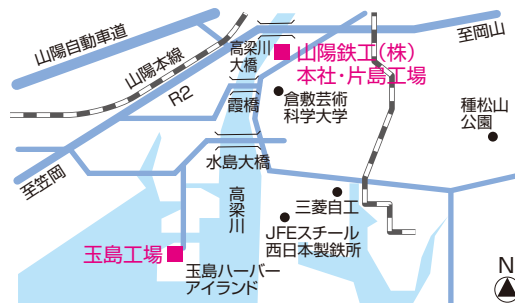 山陽自動車道
山陽本線
R2
高梁川
大橋
山陽鉄工(株)
本社・片島工場
至岡山
霞橋
倉敷芸術
科学大学
種松山
公園
至笠岡
水島大橋
高梁川
三菱自工
JFEスチール
西日本製鉄所
玉島工場
玉島ハーバー
アイランド
N